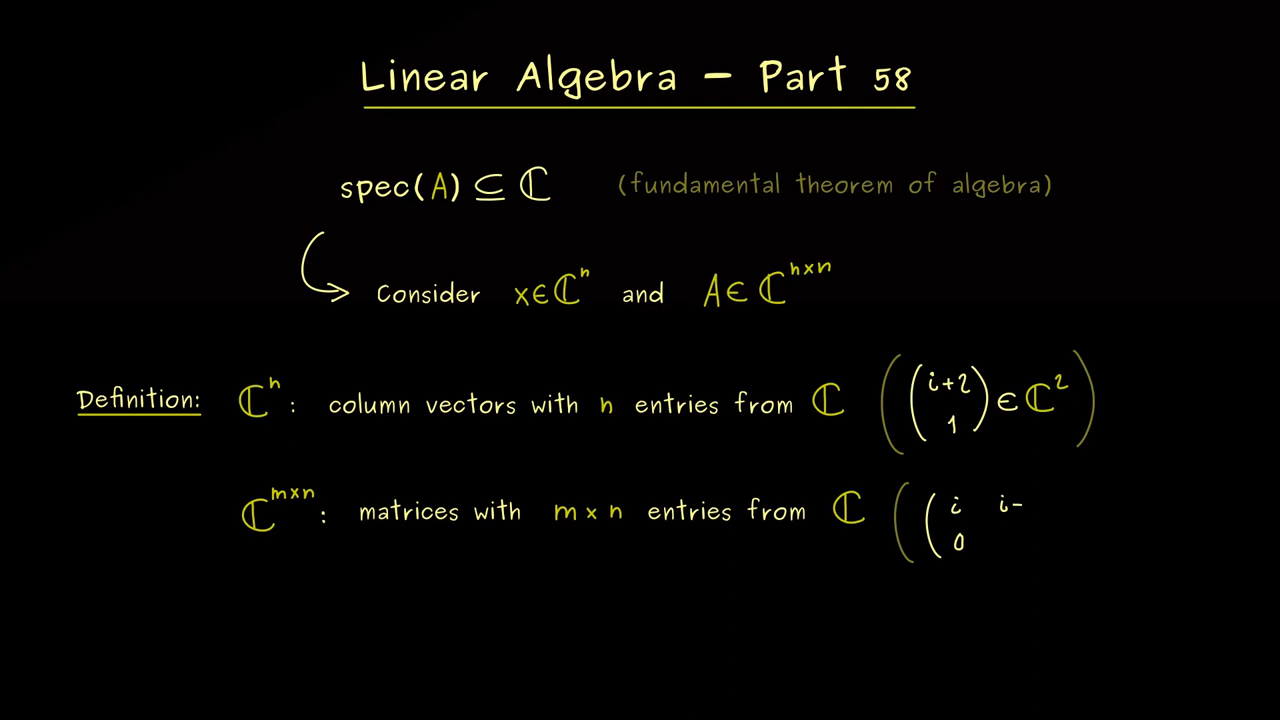 Linear Algebra – Part 58
spec(A) ⊆ ℂ (fundamental theorem of algebra)
Consider x∈ℂⁿ and A∈ℂⁿˣⁿ
Definition: ℂⁿ: column vectors with n entries from ℂ ((i+2
1) ∈ ℂ²)
ℂᵐˣⁿ: matrices with m×n entries from ℂ ((i i-
0